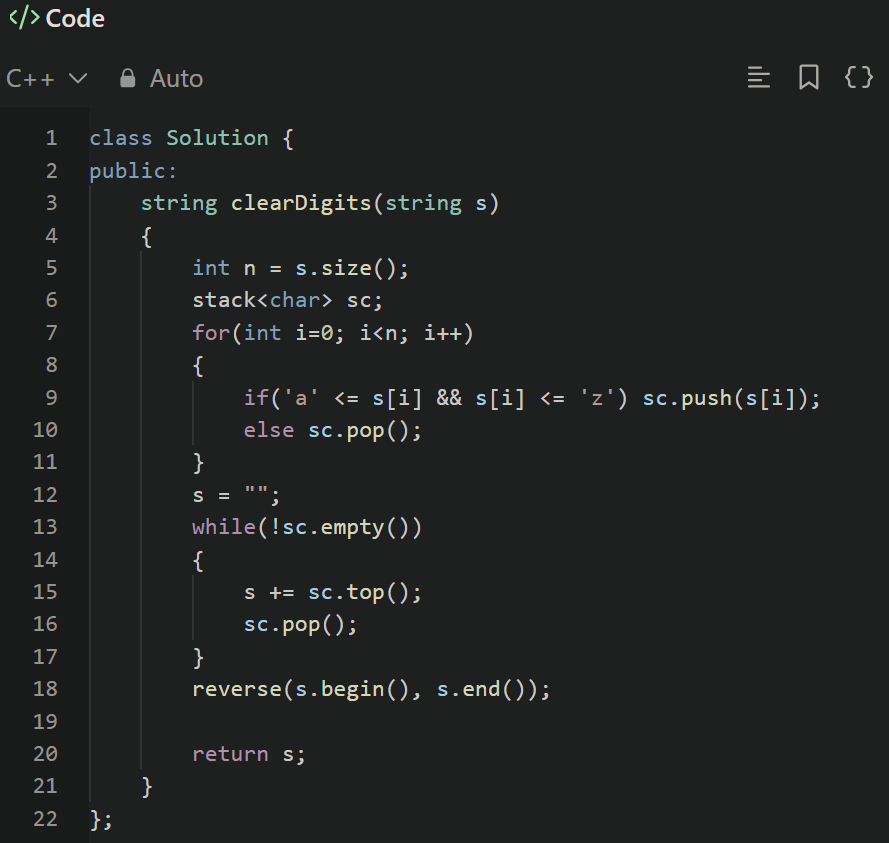 </> Code
C++ Auto {}
1 class Solution {
2 public:
3     string clearDigits(string s)
4     {
5         int n = s.size();
6         stack<char> sc;
7         for(int i=0; i<n; i++)
8         {
9             if('a' <= s[i] && s[i] <= 'z') sc.push(s[i]);
10             else sc.pop();
11         }
12         s = "";
13         while(!sc.empty())
14         {
15             s += sc.top();
16             sc.pop();
17         }
18         reverse(s.begin(), s.end());
19
20         return s;
21     }
22 };